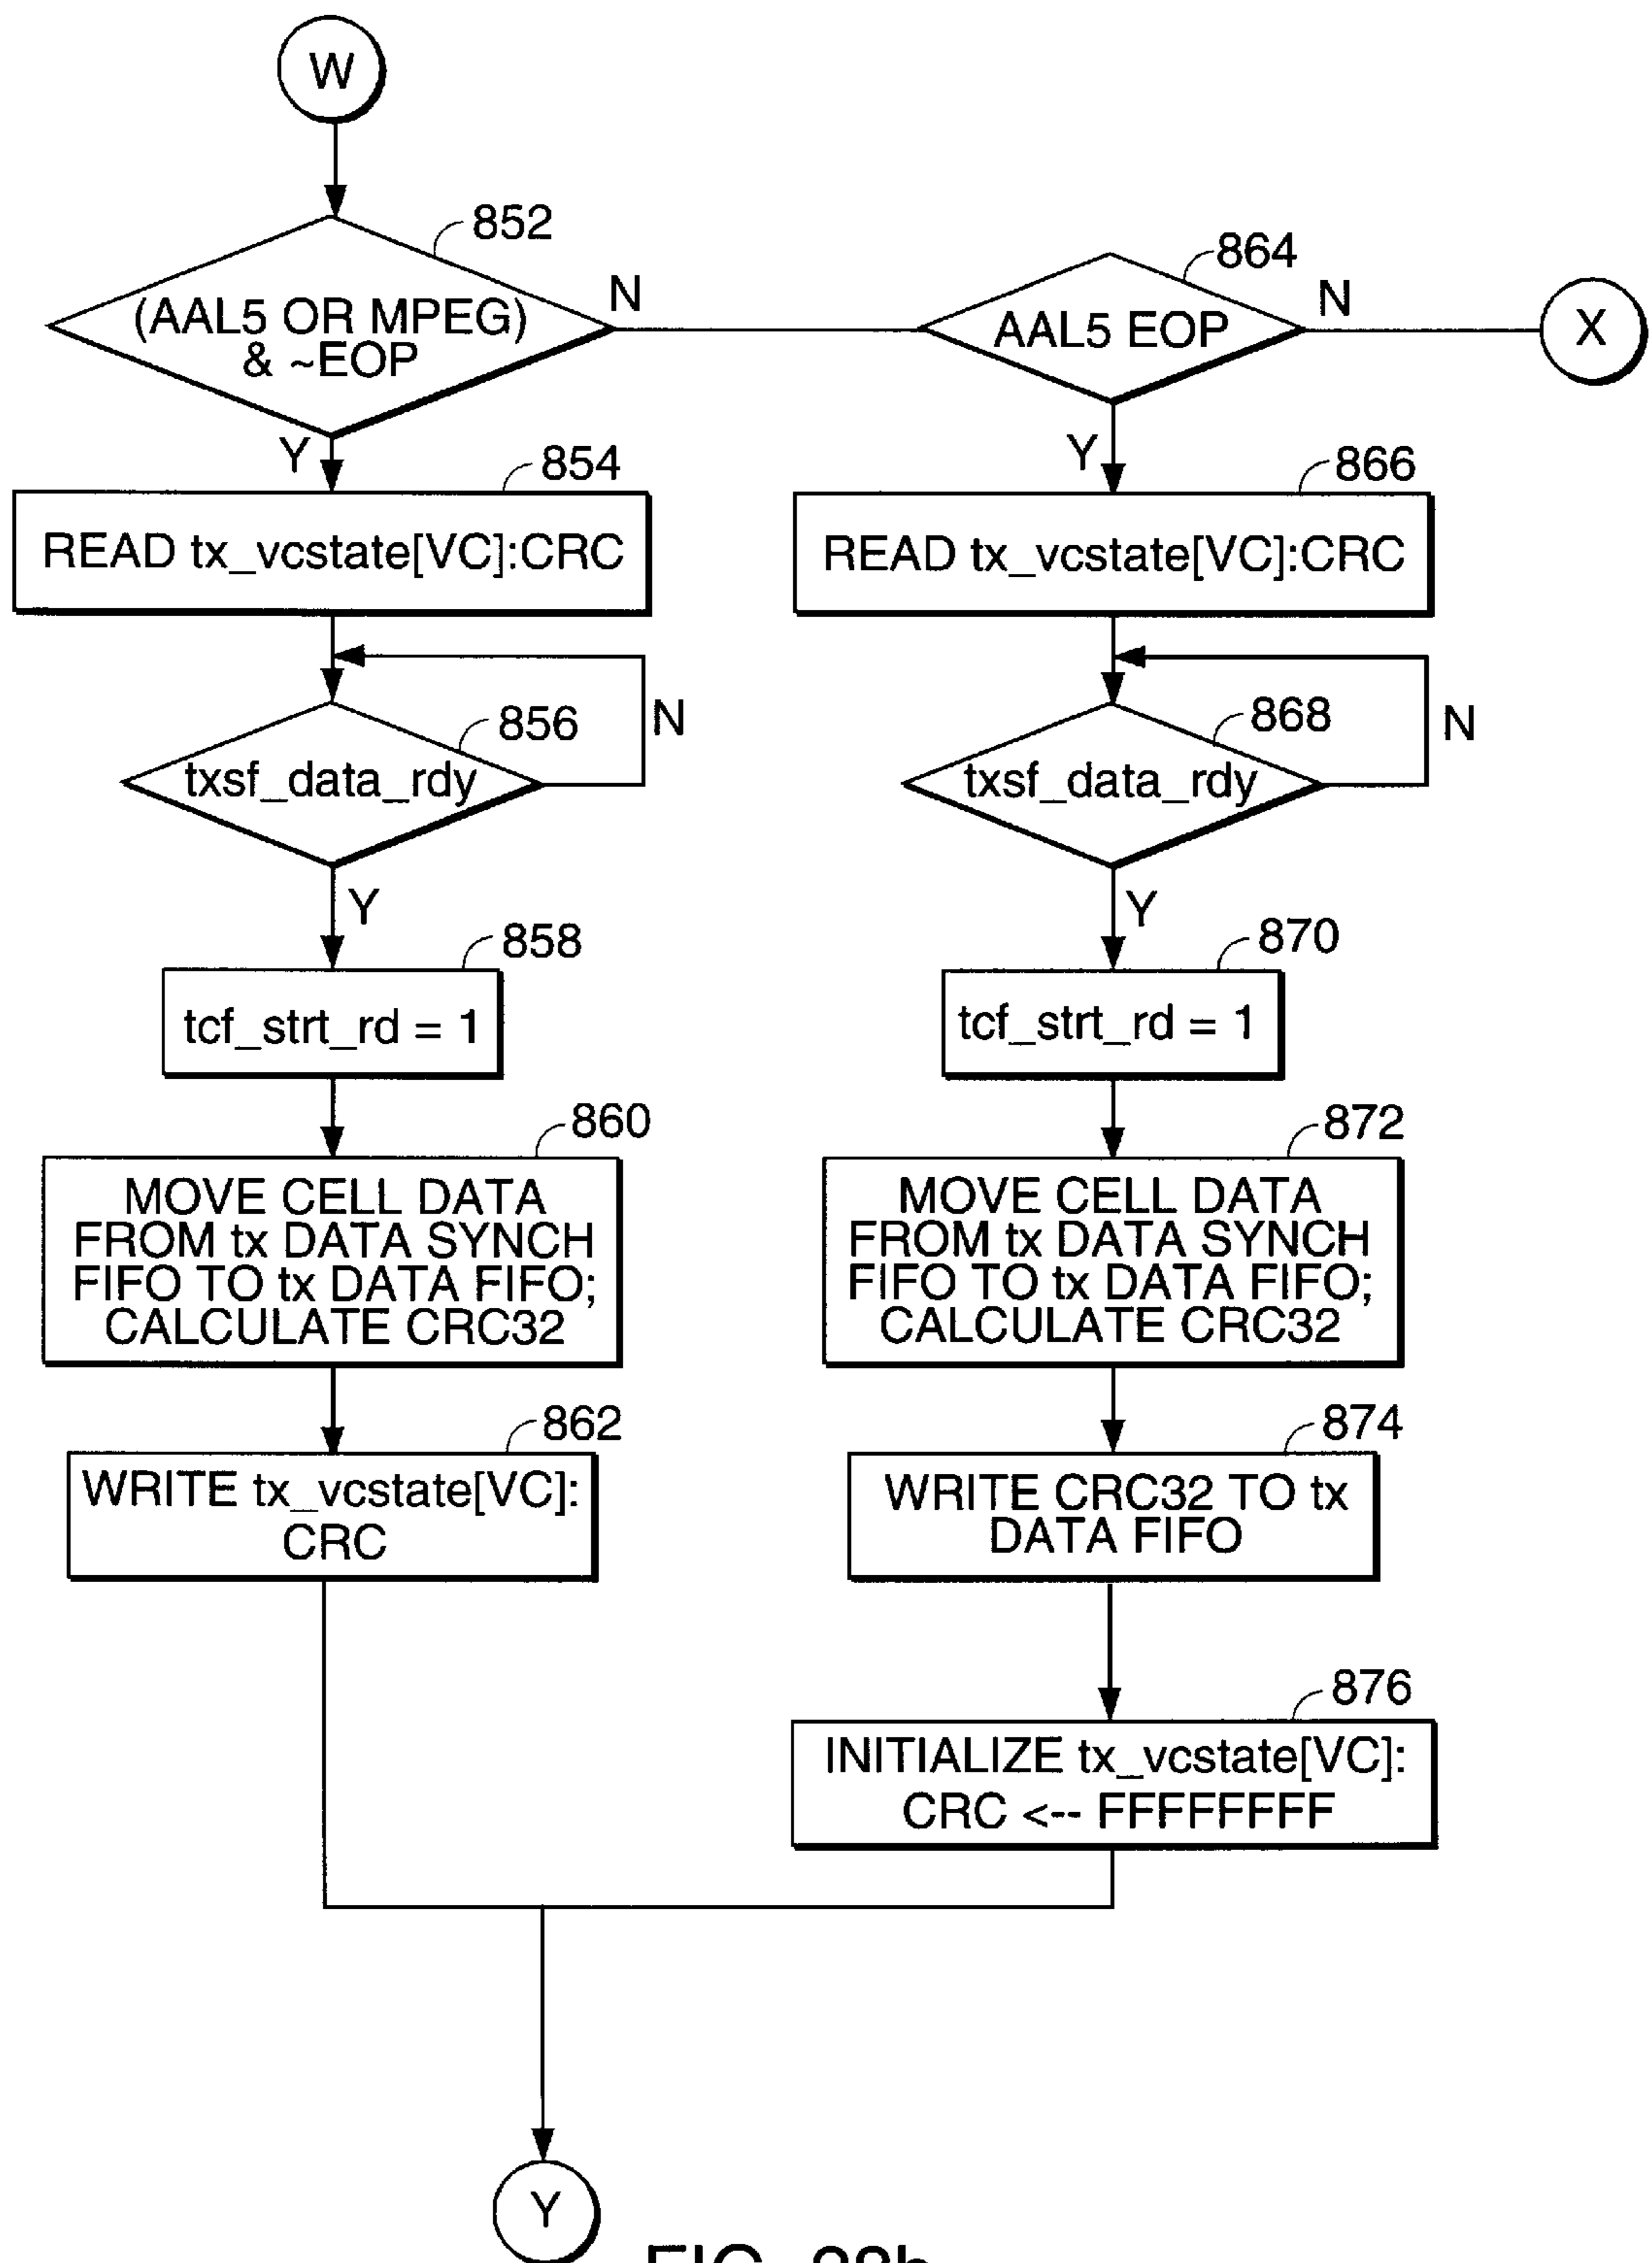 W
852
(AAL5 OR MPEG)
& ~EOP
N
864
AAL5 EOP
N
X
Y
854
READ tx_vcstate[VC]:CRC
Y
866
READ tx_vcstate[VC]:CRC
856
txsf_data_rdy
N
868
txsf_data_rdy
N
Y
858
tcf_strt_rd = 1
Y
870
tcf_strt_rd = 1
860
MOVE CELL DATA
FROM tx DATA SYNCH
FIFO TO tx DATA FIFO;
CALCULATE CRC32
872
MOVE CELL DATA
FROM tx DATA SYNCH
FIFO TO tx DATA FIFO;
CALCULATE CRC32
862
WRITE tx_vcstate[VC]:
CRC
874
WRITE CRC32 TO tx
DATA FIFO
876
INITIALIZE tx_vcstate[VC]:
CRC <-- FFFFFFFF
Y